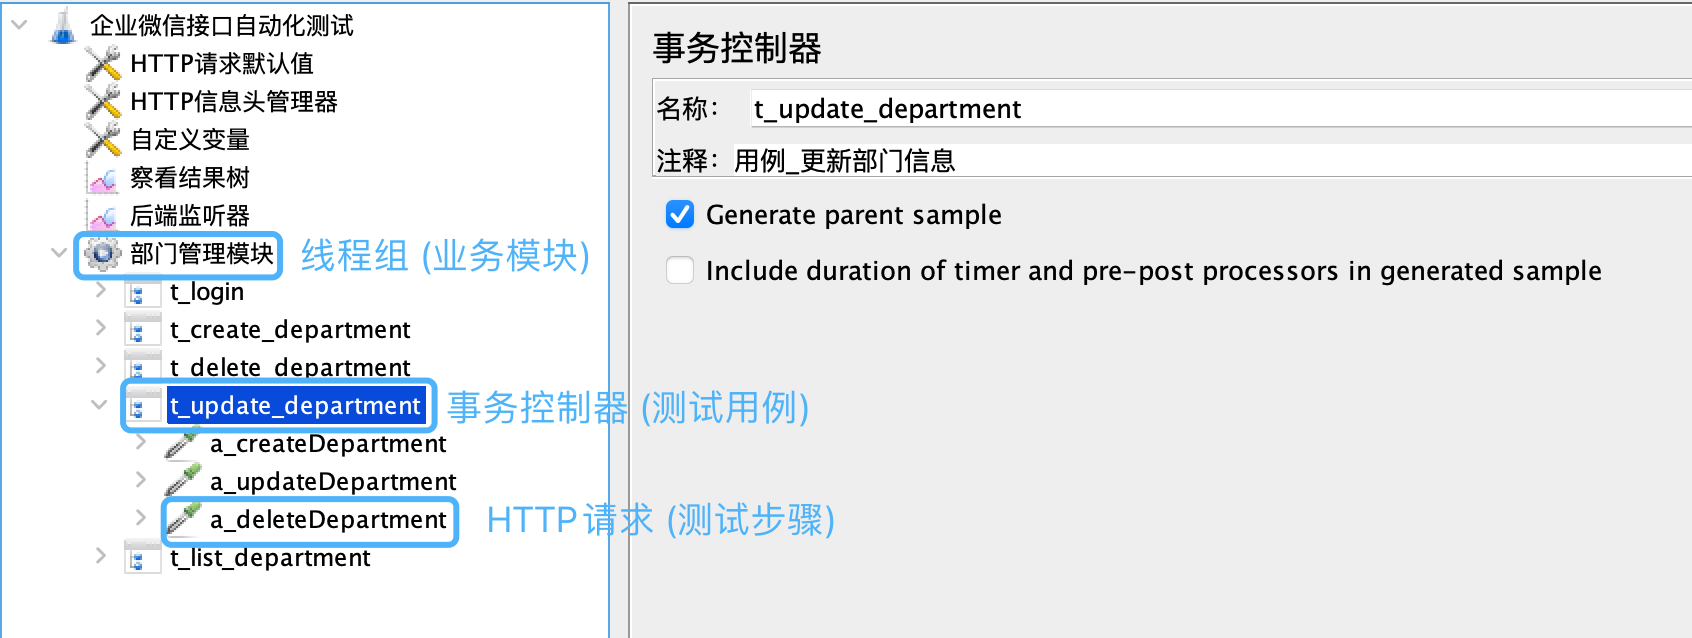 企业微信接口自动化测试
HTTP请求默认值
HTTP信息头管理器
自定义变量
察看结果树
后端监听器
部门管理模块
线程组 (业务模块)
t_login
t_create_department
t_delete_department
t_update_department
事务控制器 (测试用例)
a_createDepartment
a_updateDepartment
a_deleteDepartment
HTTP请求 (测试步骤)
t_list_department
事务控制器
名称： t_update_department
注释： 用例_更新部门信息
Generate parent sample
Include duration of timer and pre-post processors in generated sample